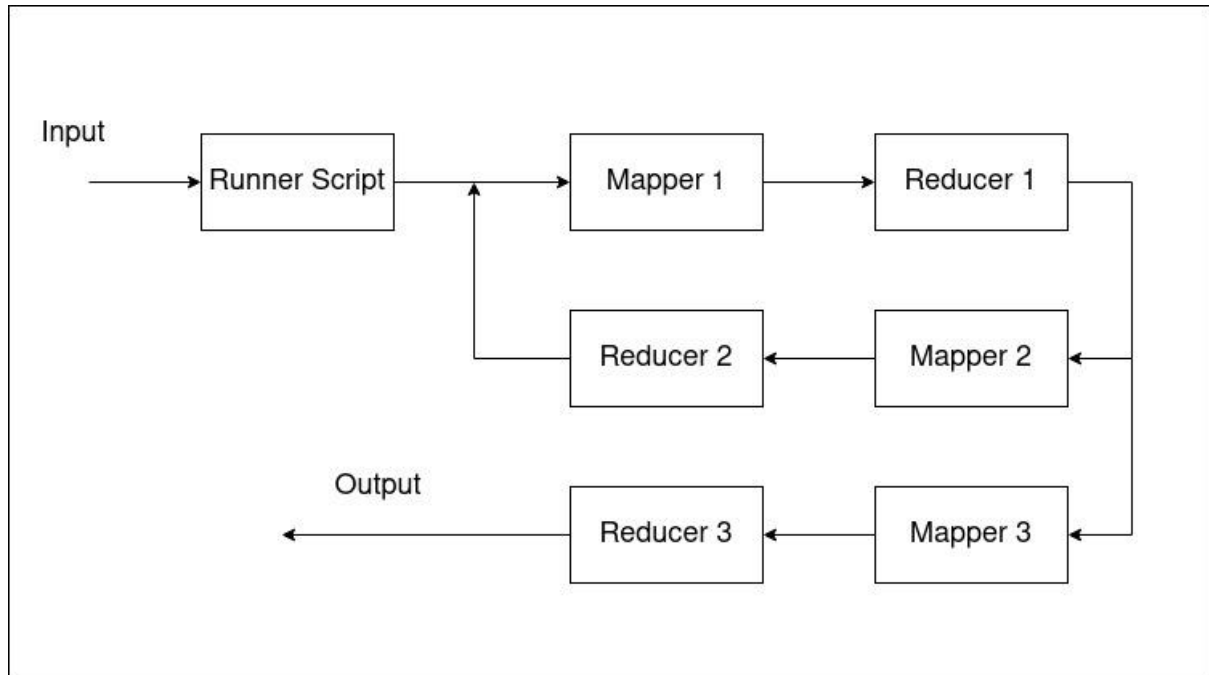 Input
Runner Script
Mapper 1
Reducer 1
Reducer 2
Mapper 2
Output
Reducer 3
Mapper 3